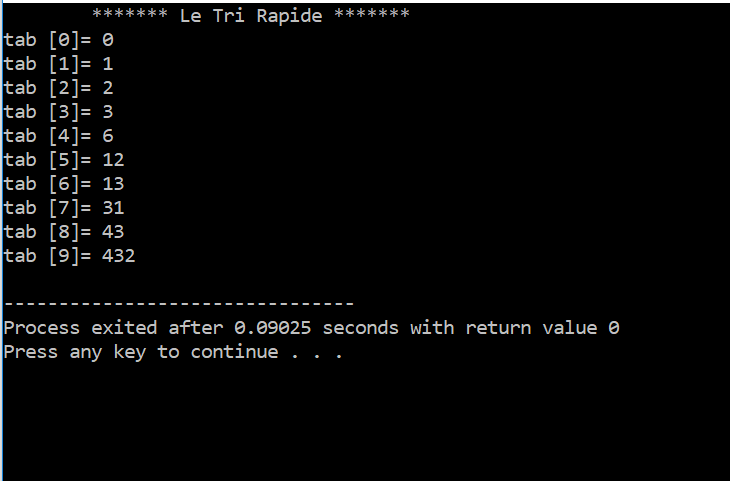 ******* Le Tri Rapide *******
tab [0]= 0
tab [1]= 1
tab [2]= 2
tab [3]= 3
tab [4]= 6
tab [5]= 12
tab [6]= 13
tab [7]= 31
tab [8]= 43
tab [9]= 432
--------------------------------
Process exited after 0.09025 seconds with return value 0
Press any key to continue . . .